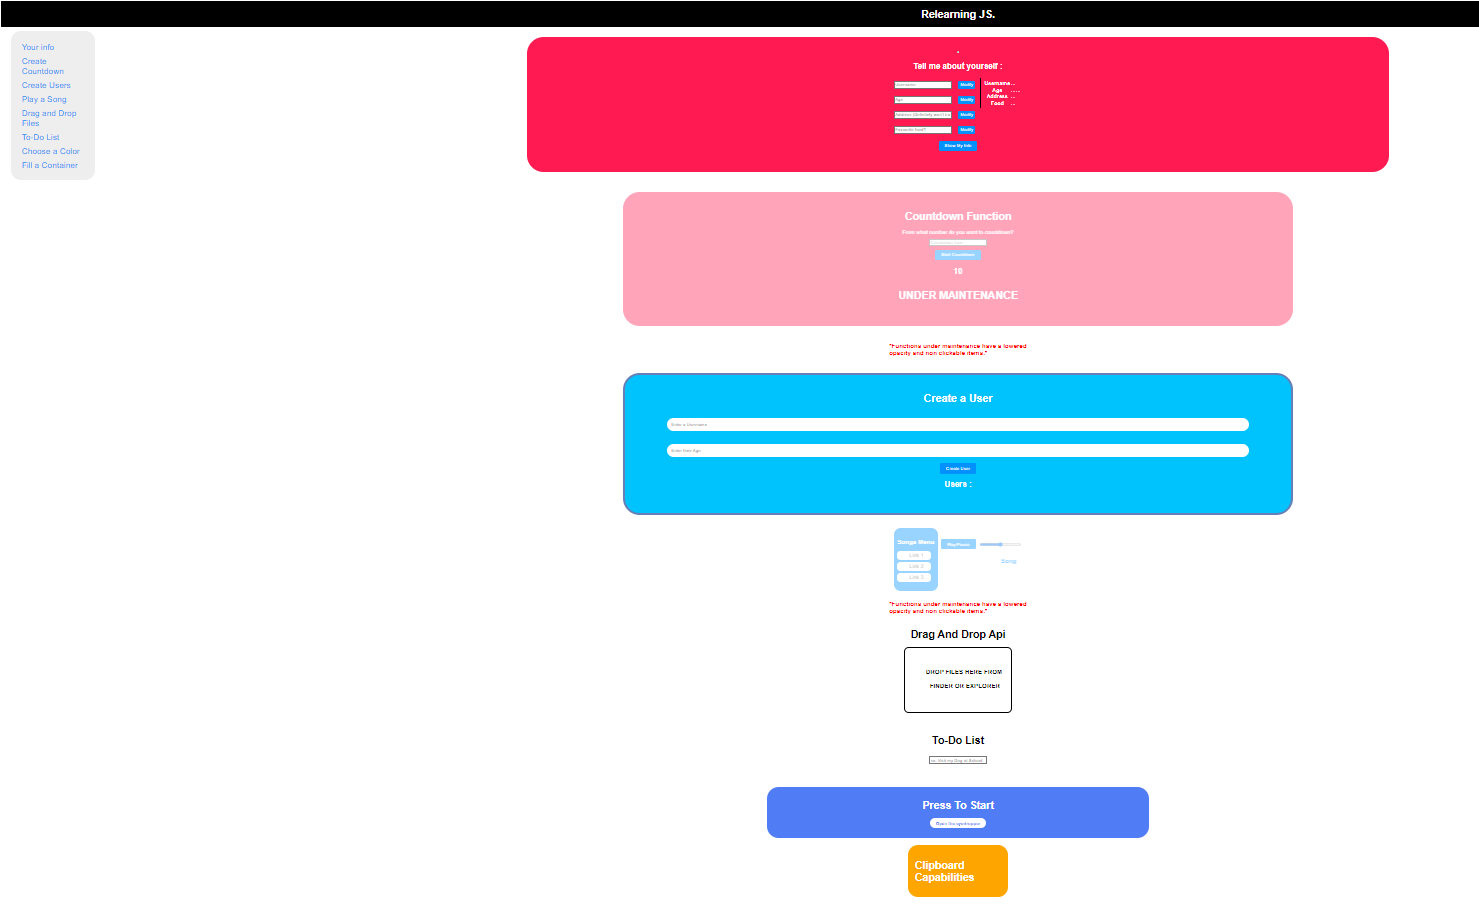 Relearning JS.
Your info
Create
Countdown
Create Users
Play a Song
Drag and Drop
Files
To-Do List
Choose a Color
Fill a Container
.
Tell me about yourself :
Username
Modify
Username ...
Age
Modify
Age .....
Modify
Address ...
Food ...
Favourite food?
Modify
Show My Info
Countdown Function
From what number do you want to countdown?
Start Countdown
10
UNDER MAINTENANCE
"Functions under maintenance have a lowered
opacity and non clickable items."
Create a User
Enter a Username
Enter their Age
Create User
Users :
Songs Menu
Link 1
Link 2
Link 3
Play/Pause
Song
"Functions under maintenance have a lowered
opacity and non clickable items."
Drag And Drop Api
DROP FILES HERE FROM
FINDER OR EXPLORER
To-Do List
Press To Start
Open the eyedropper
Clipboard
Capabilities